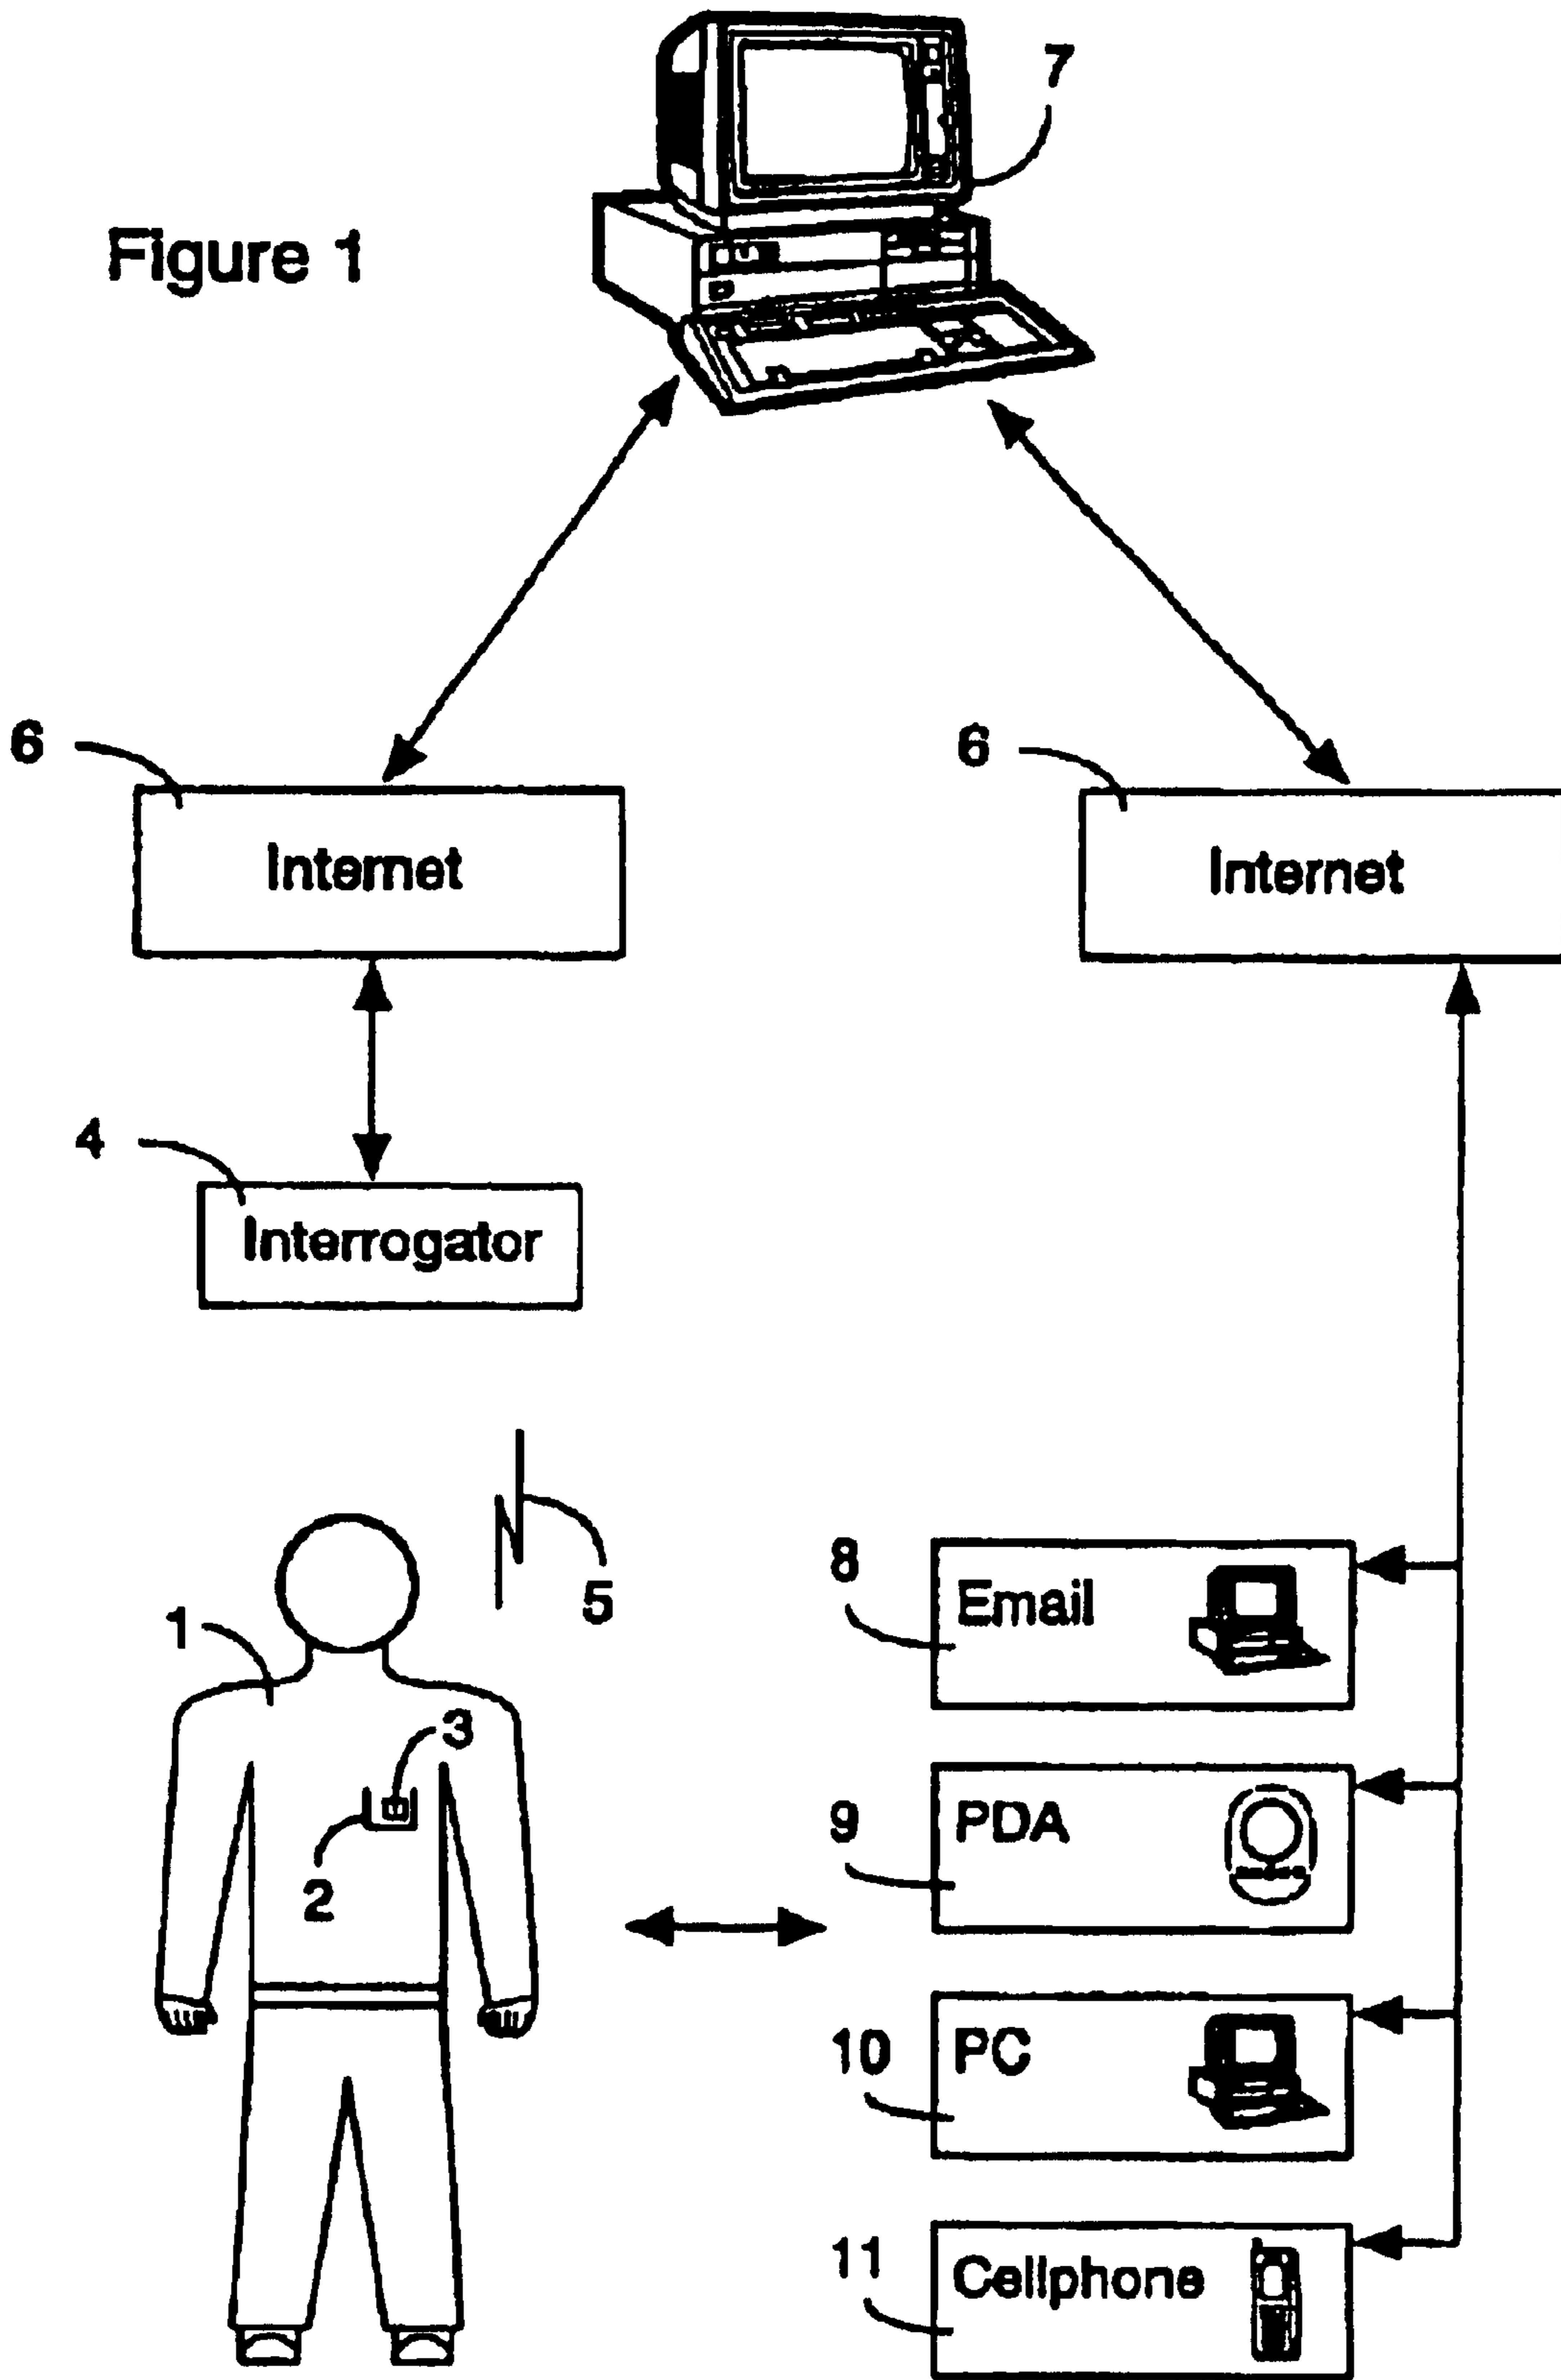 7
Figure 1
6
6
Internet
Internet
4
Interrogator
5
8
Email
1
3
9
PDA
2
10
PC
11
Cellphone